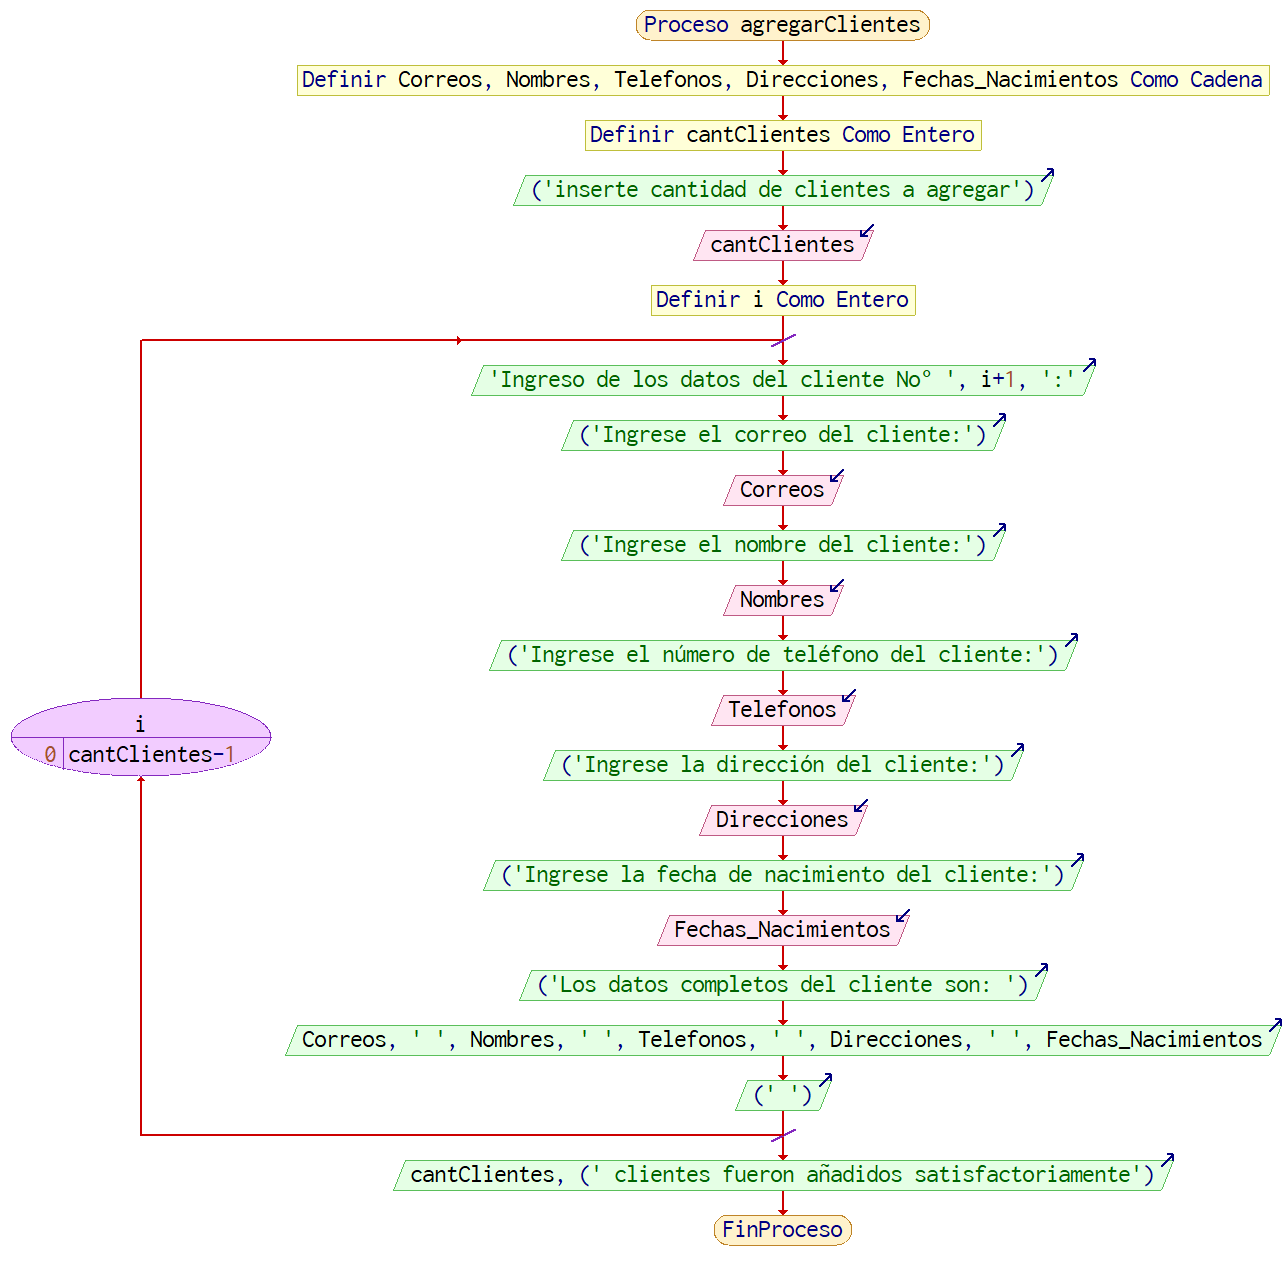 Proceso agregarClientes
Definir Correos, Nombres, Telefonos, Direcciones, Fechas_Nacimientos Como Cadena
Definir cantClientes Como Entero
('inserte cantidad de clientes a agregar')
cantClientes
Definir i Como Entero
'Ingreso de los datos del cliente No° ', i+1, ':'
('Ingrese el correo del cliente:')
Correos
('Ingrese el nombre del cliente:')
Nombres
('Ingrese el número de teléfono del cliente:')
Telefonos
i
0 cantClientes-1
('Ingrese la dirección del cliente:')
Direcciones
('Ingrese la fecha de nacimiento del cliente:')
Fechas_Nacimientos
('Los datos completos del cliente son: ')
Correos, ' ', Nombres, ' ', Telefonos, ' ', Direcciones, ' ', Fechas_Nacimientos
(' ')
cantClientes, (' clientes fueron añadidos satisfactoriamente')
FinProceso